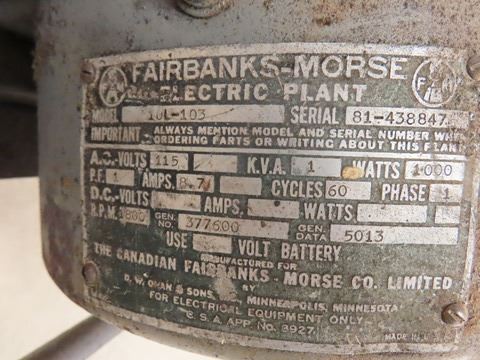 FAIRBANKS-MORSE
ELECTRIC PLANT
MODEL 10L-103 SERIAL 81-438847
IMPORTANT- ALWAYS MENTION MODEL AND SERIAL NUMBER WHEN
ORDERING PARTS OR WRITING ABOUT THIS PLANT
A.C-VOLTS 115 K.V.A. 1 WATTS 1000
P.F. 1 AMPS. 8.7 CYCLES 60 PHASE 1
D.C-VOLTS AMPS. WATTS
R.P.M. 1800 GEN. NO. 377600 GEN. DATA 5013
USE VOLT BATTERY
MANUFACTURED FOR
THE CANADIAN FAIRBANKS-MORSE CO. LIMITED
BY
D. W. ONAN & SONS, INC., MINNEAPOLIS, MINNESOTA
FOR ELECTRICAL EQUIPMENT ONLY
C.S.A APP. NO. 8927
MADE IN